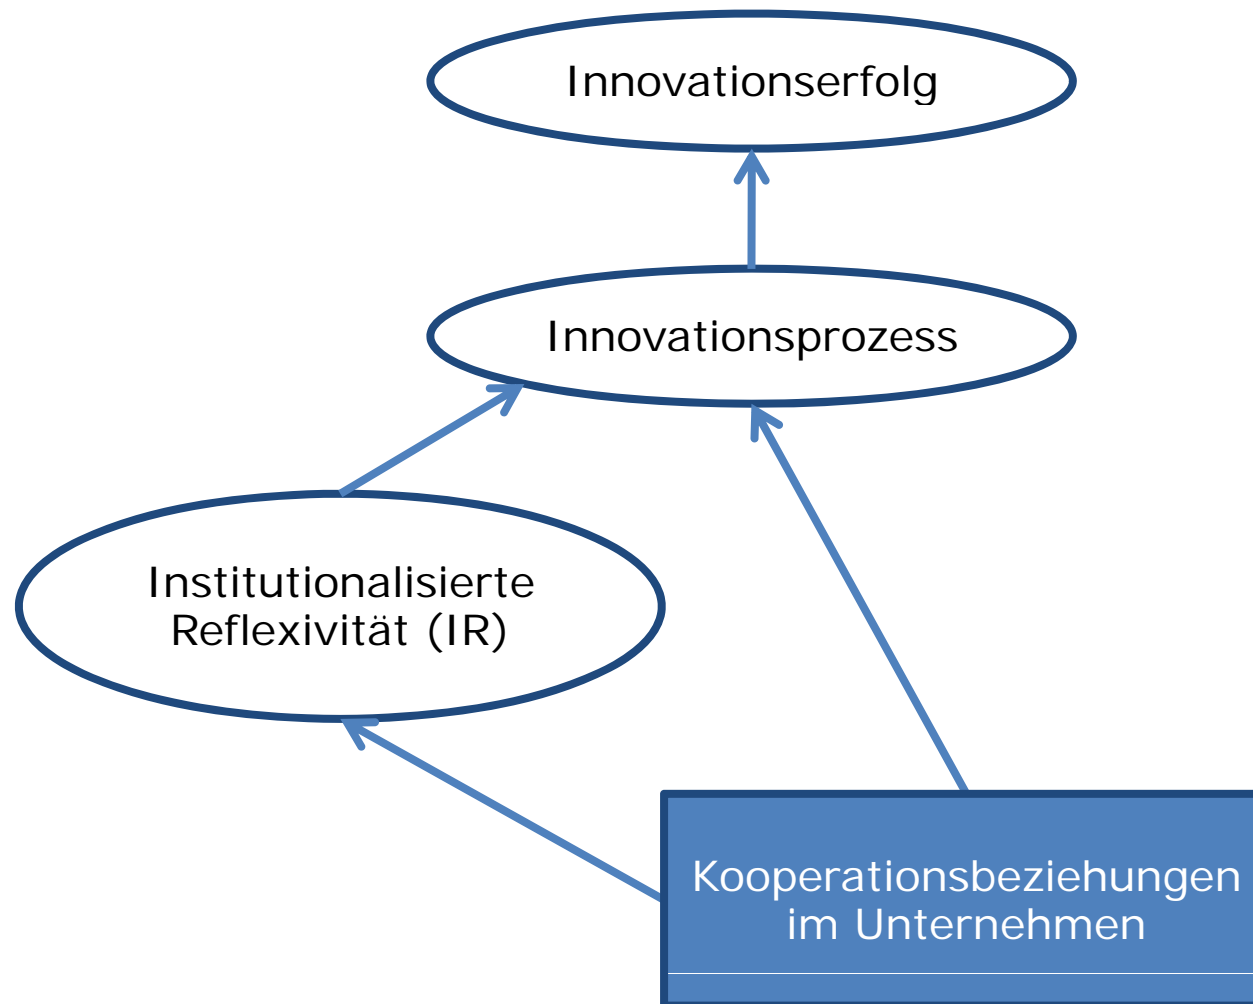 Innovationserfolg
Innovationsprozess
Institutionalisierte
Reflexivität (IR)
Kooperationsbeziehungen
im Unternehmen